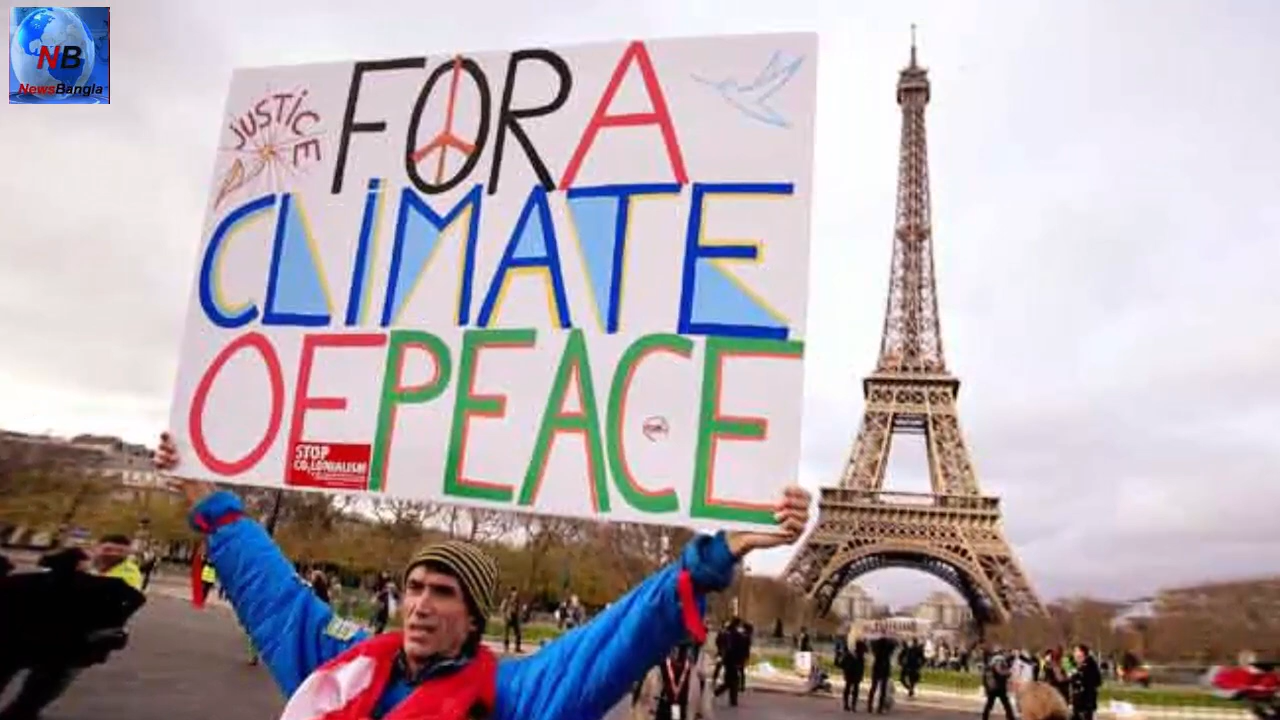 NB
NewsBangla
JUSTiCE
FOR A
CLiMATE
OF PEACE
STOP
CO2LONIALISM